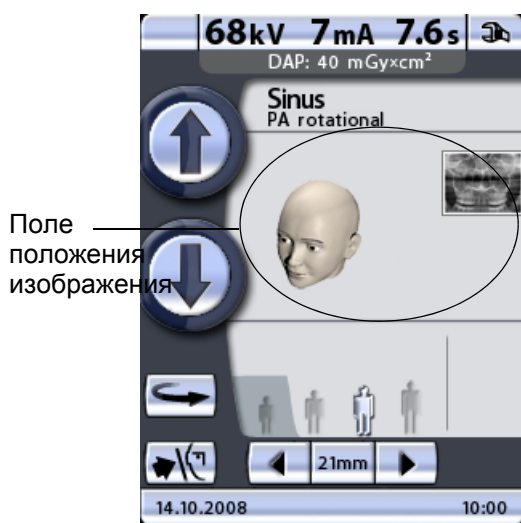 68kV 7mA 7.6s
DAP: 40 mGy×cm²
Sinus
PA rotational
Поле
положения
изображения
21mm
14.10.2008 10:00